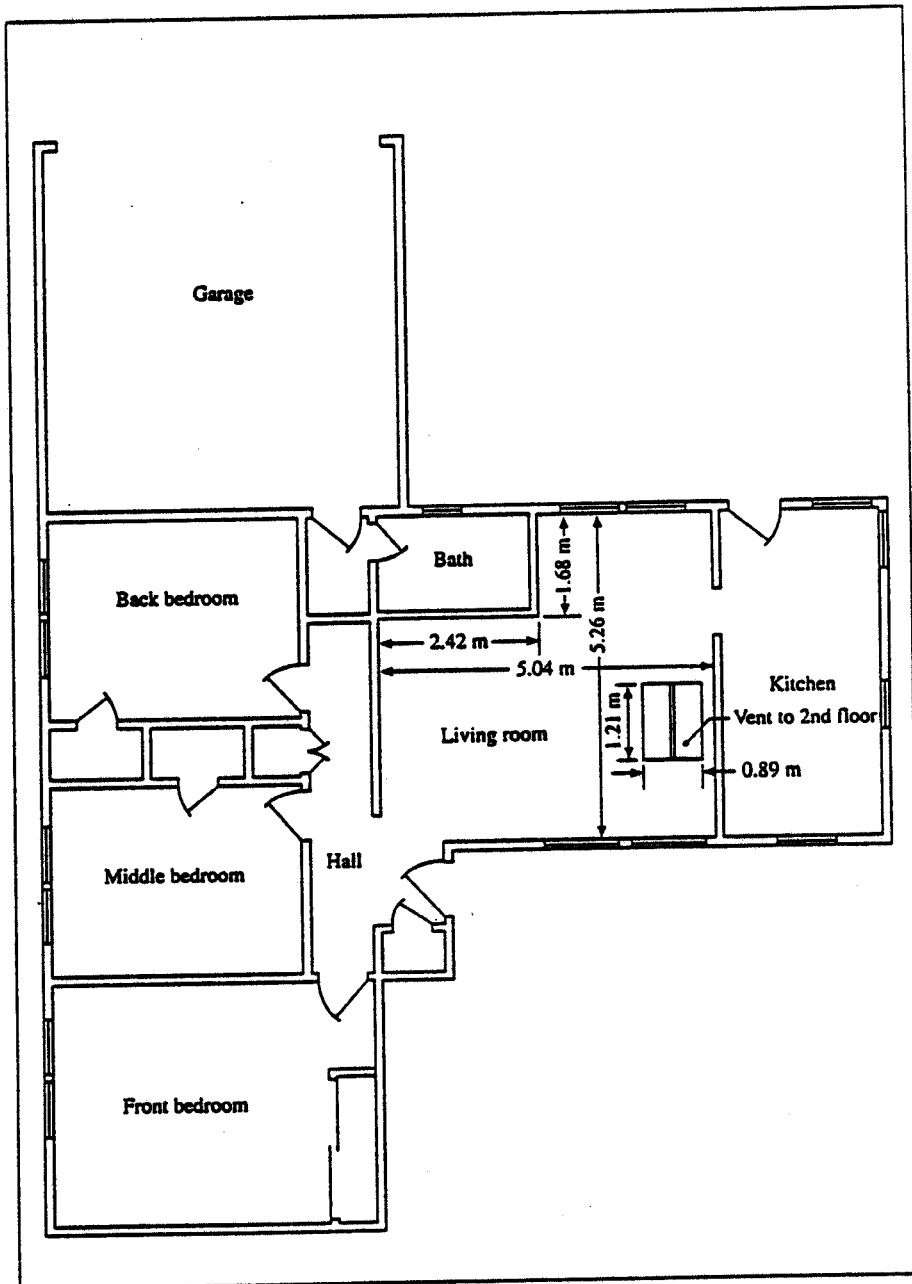 Garage
Bath
Back bedroom
1.68 m
5.26 m
2.42 m
5.04 m
Kitchen
Vent to 2nd floor
Living room
1.21 m
0.89 m
Hall
Middle bedroom
Front bedroom